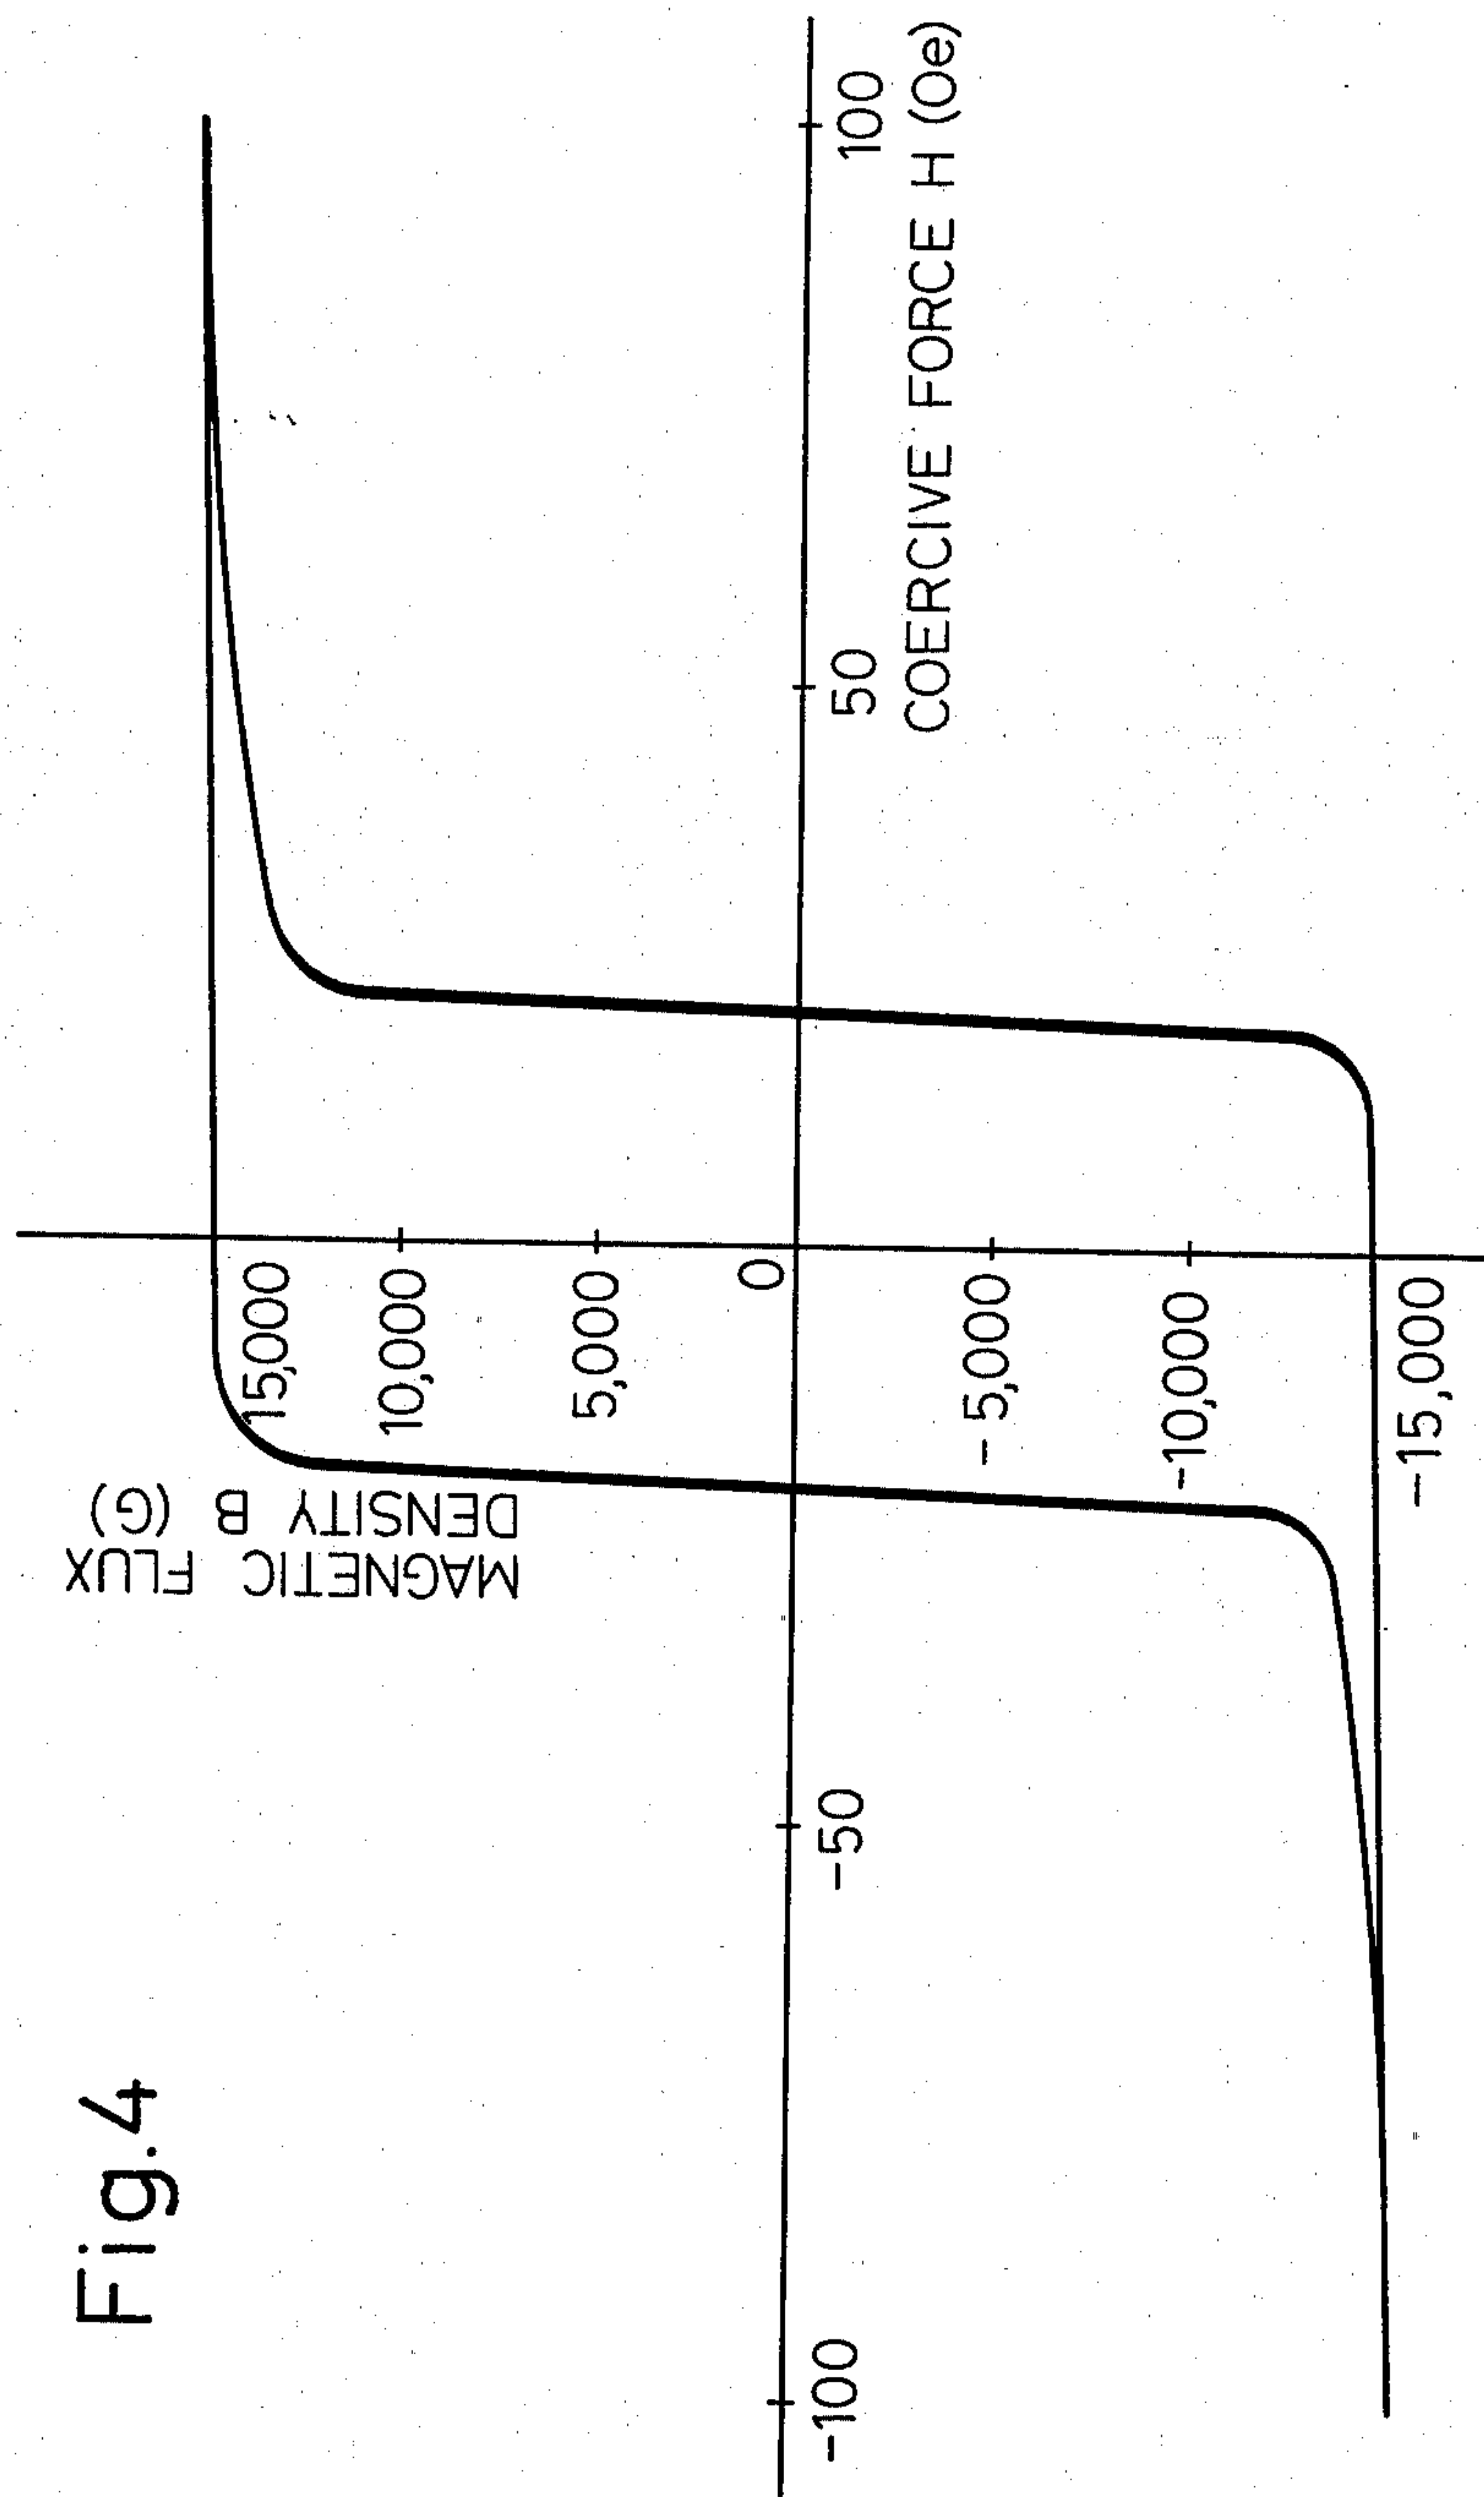 Fig.4
MAGNETIC FLUX
DENSITY B (G)
15,000
10,000
5,000
0
-5,000
-10,000
-15,000
-100
-50
50
100
COERCIVE FORCE H (Oe)